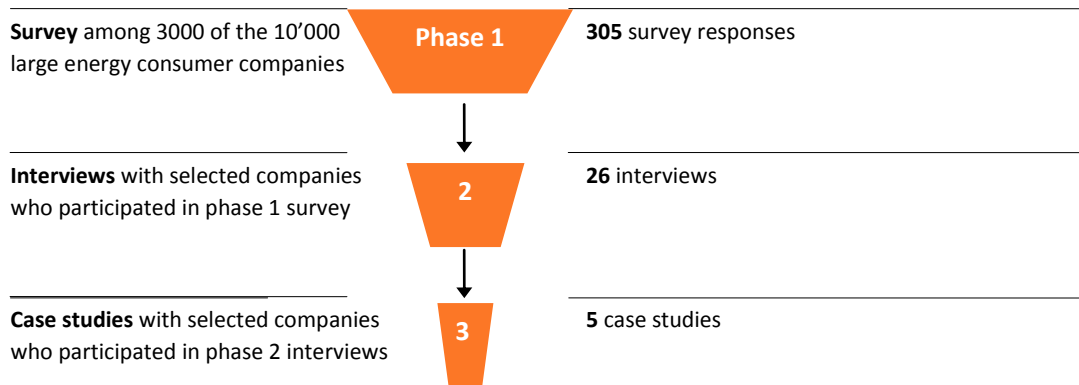 Survey among 3000 of the 10’000
large energy consumer companies
Phase 1
305 survey responses
Interviews with selected companies
who participated in phase 1 survey
2
26 interviews
Case studies with selected companies
who participated in phase 2 interviews
3
5 case studies